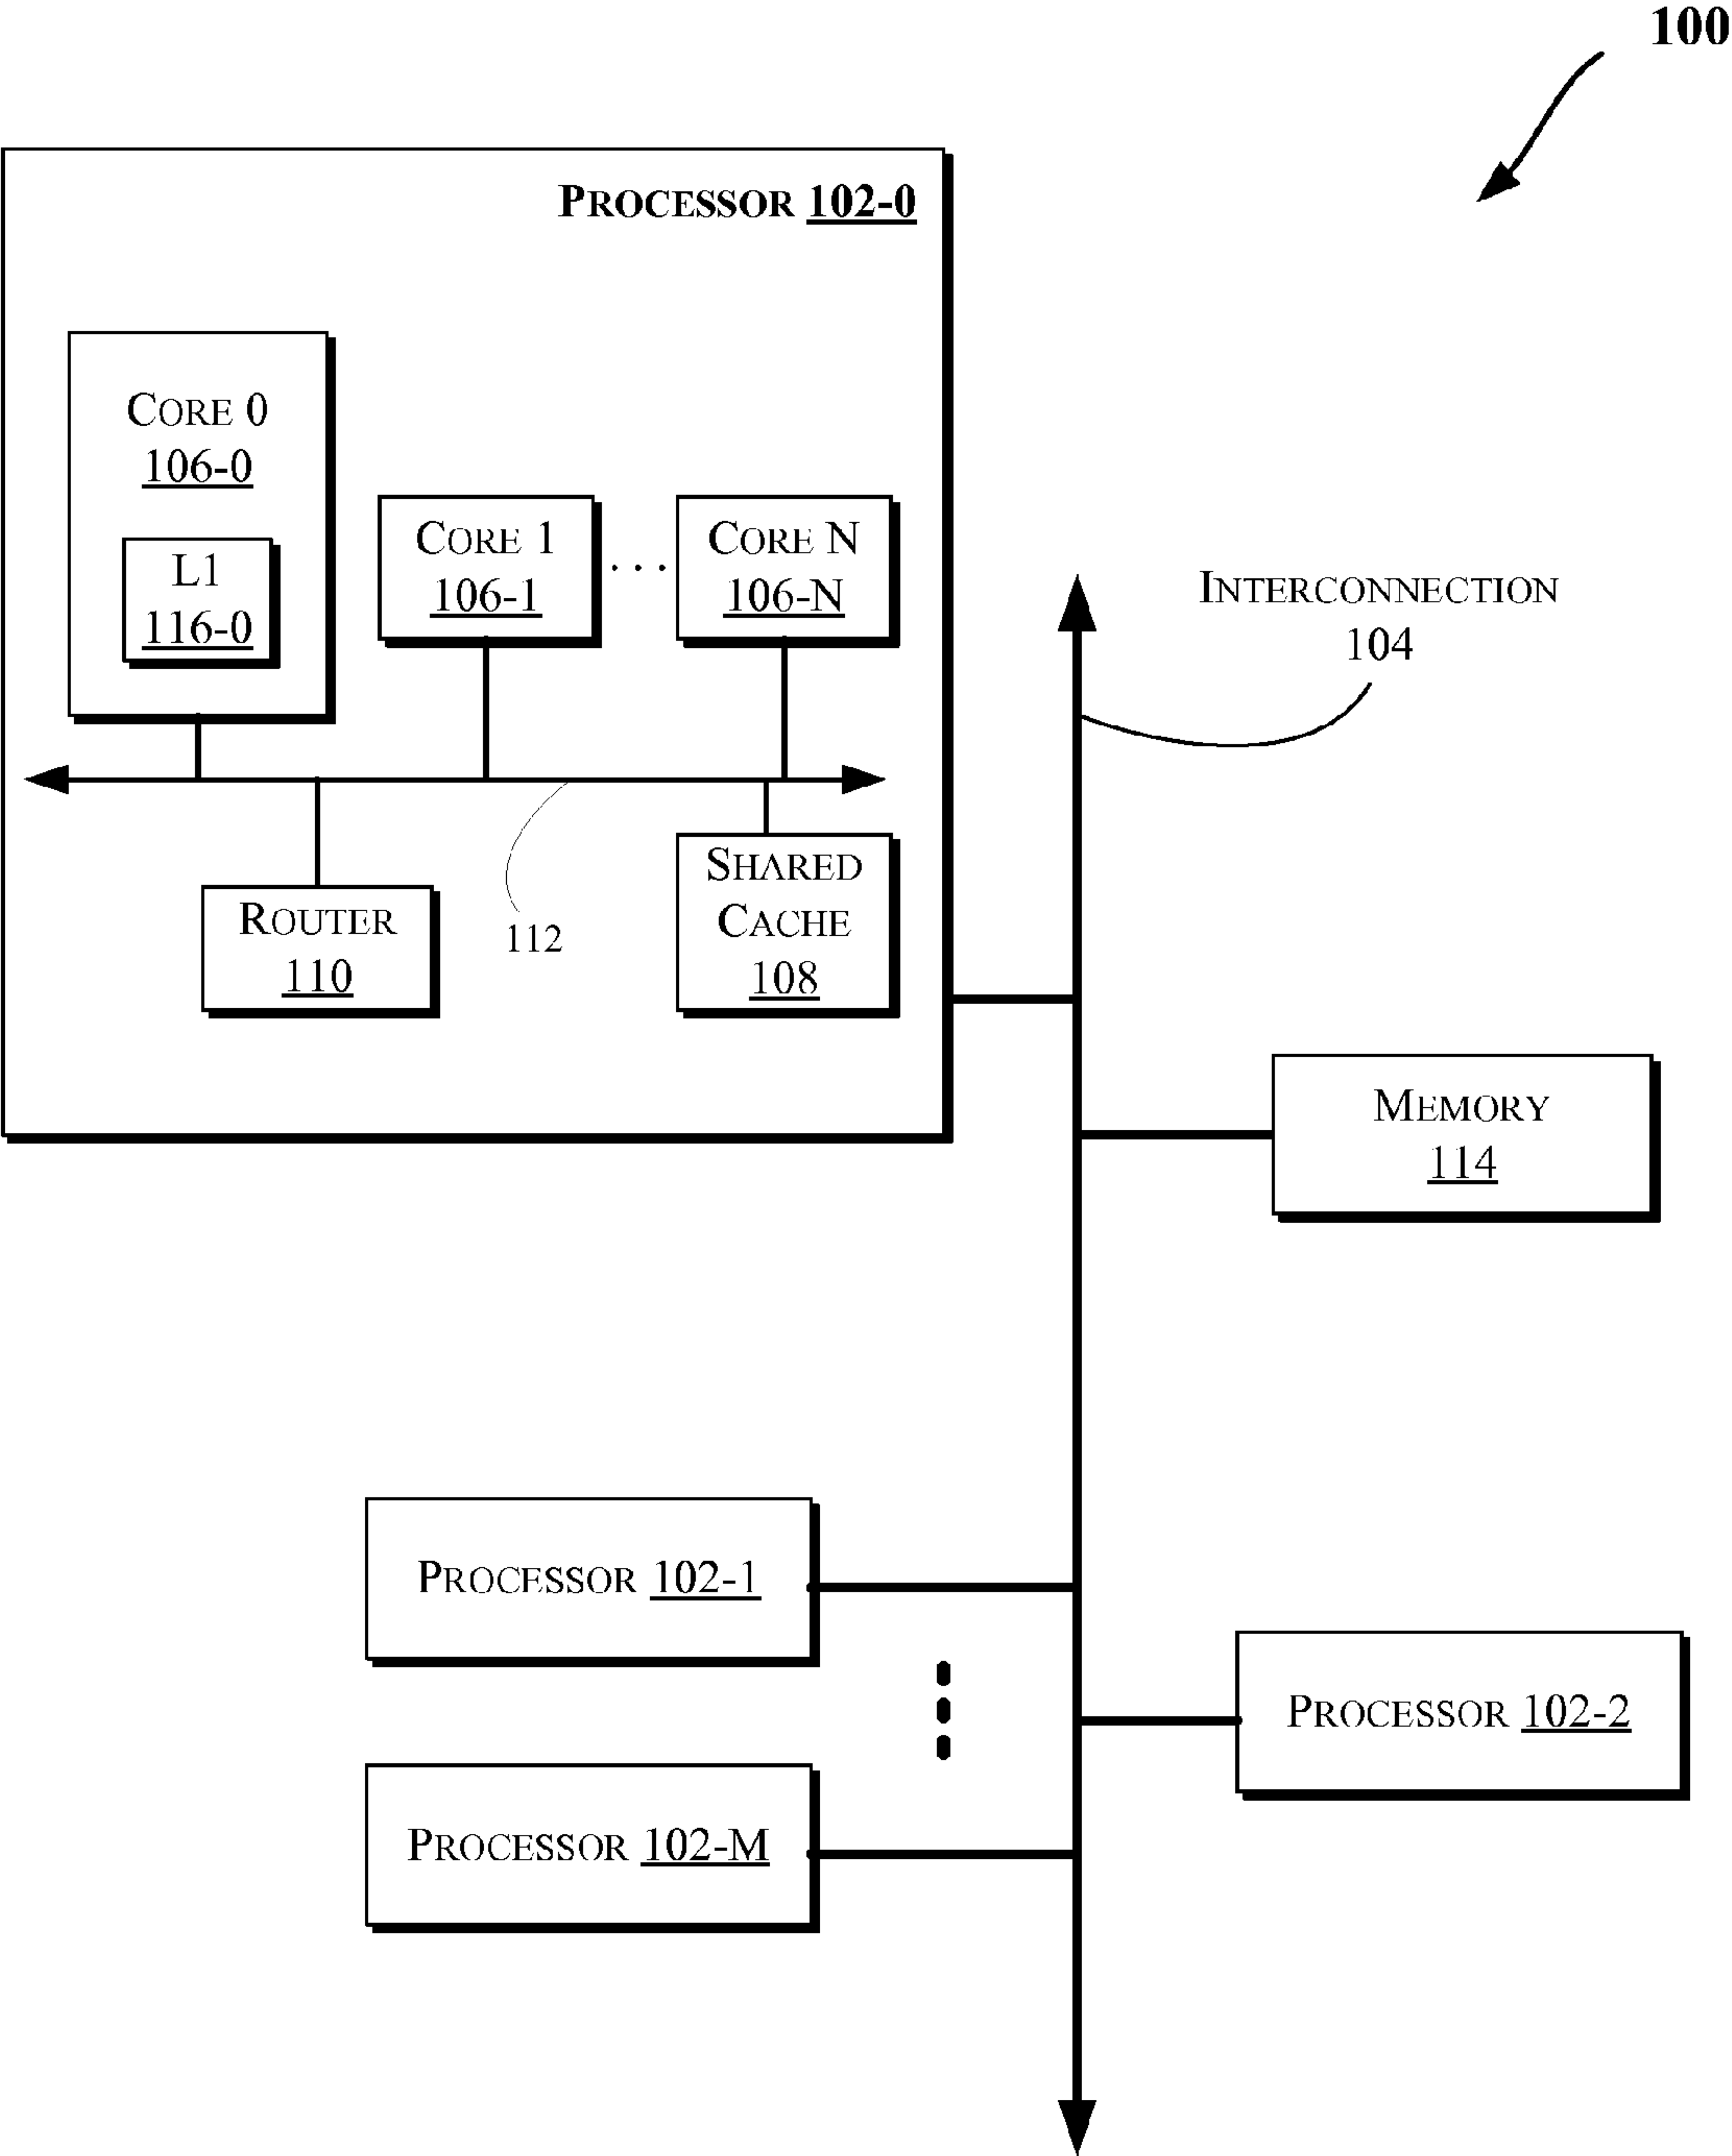 100
PROCESSOR 102-0
CORE 0
106-0
L1
116-0
CORE 1
106-1
. . .
CORE N
106-N
INTERCONNECTION
104
ROUTER
110
112
SHARED
CACHE
108
MEMORY
114
PROCESSOR 102-1
PROCESSOR 102-2
PROCESSOR 102-M